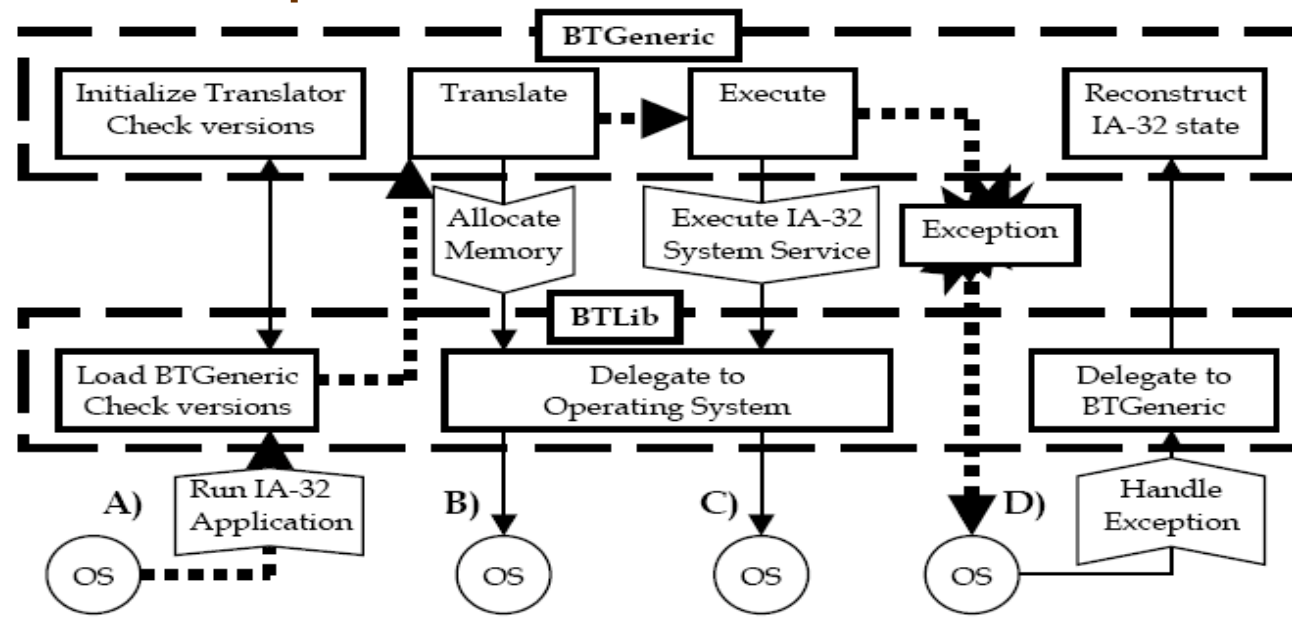 BTGeneric
Initialize Translator
Check versions
Translate
Execute
Reconstruct
IA-32 state
Allocate
Memory
Execute IA-32
System Service
Exception
BTLib
Load BTGeneric
Check versions
Delegate to
Operating System
Delegate to
BTGeneric
A)
Run IA-32
Application
B)
C)
D)
Handle
Exception
OS
OS
OS
OS